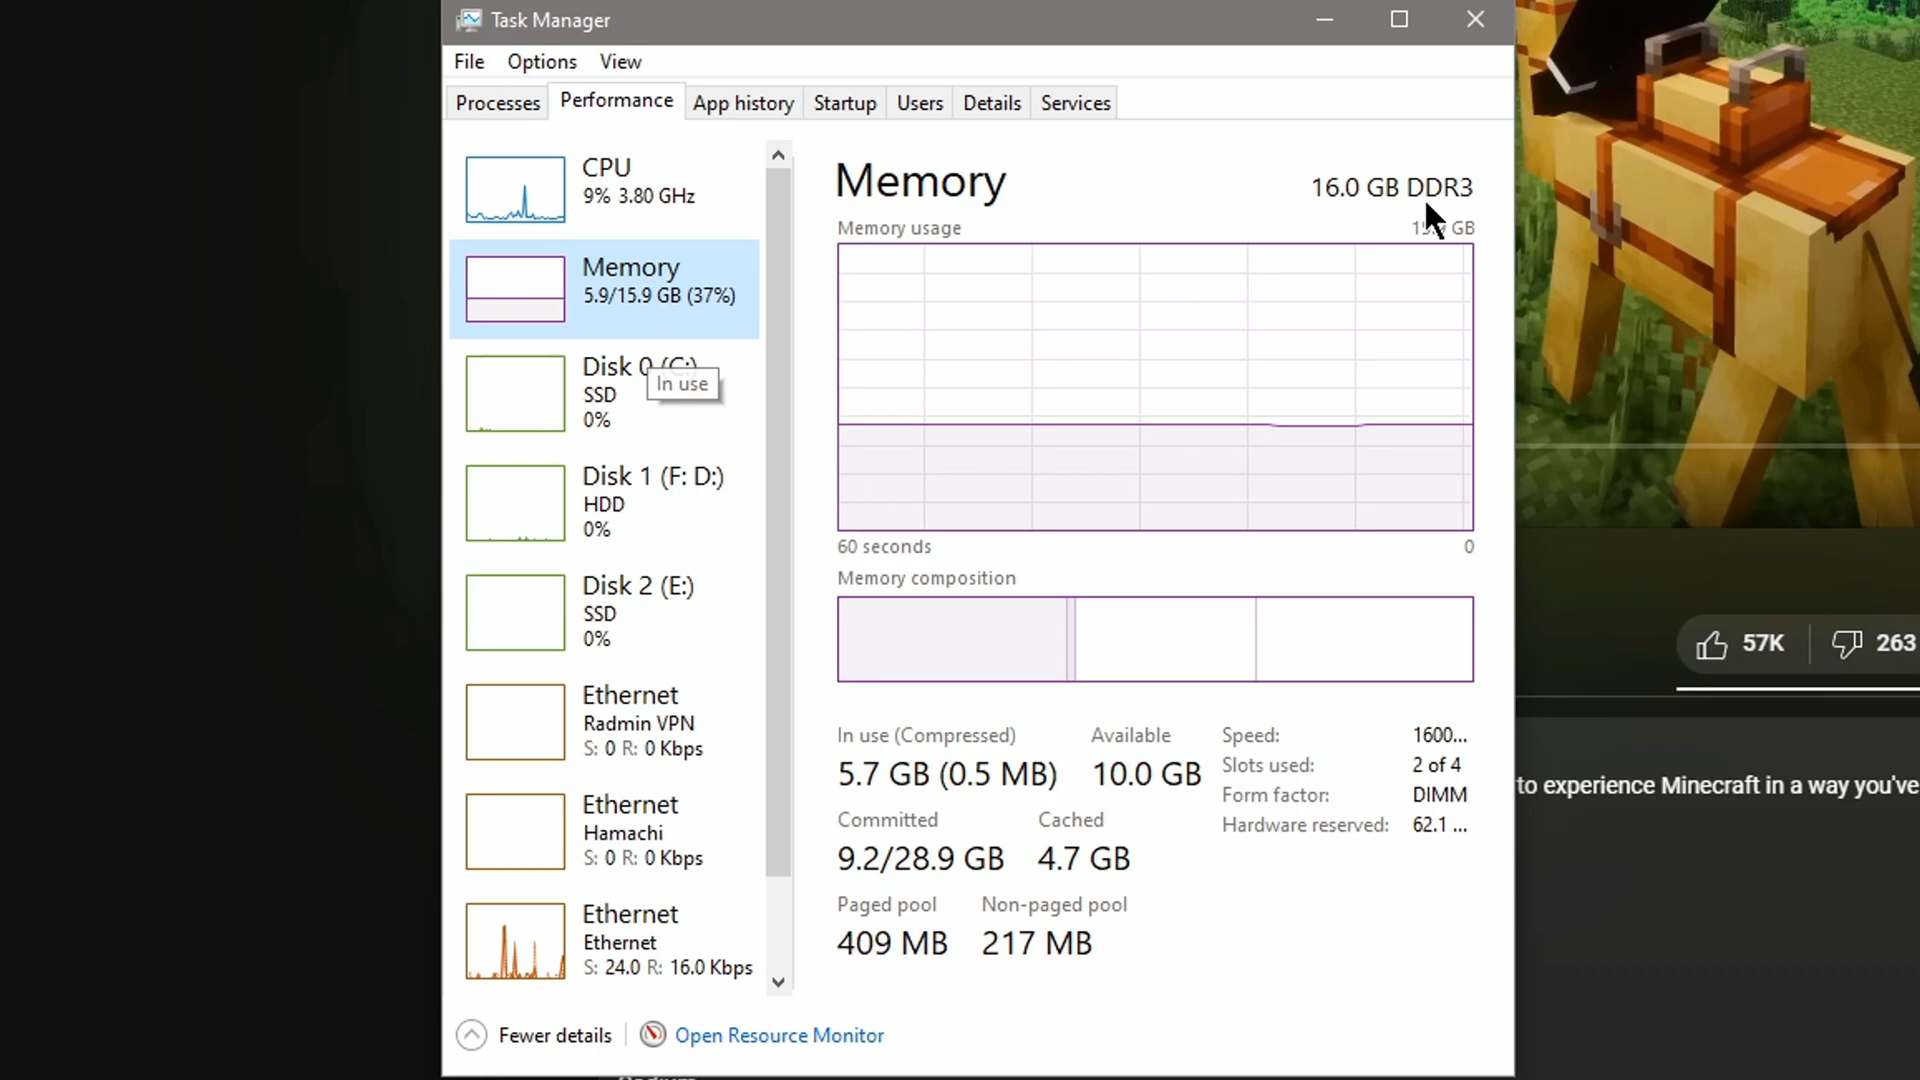 Task Manager
File Options View
Processes Performance App history Startup Users Details Services
CPU
9% 3.80 GHz
Memory
5.9/15.9 GB (37%)
Disk 0 (C:)
In use
SSD
0%
Disk 1 (F: D:)
HDD
0%
Disk 2 (E:)
SSD
0%
Ethernet
Radmin VPN
S: 0 R: 0 Kbps
Ethernet
Hamachi
S: 0 R: 0 Kbps
Ethernet
Ethernet
S: 24.0 R: 16.0 Kbps
Memory
16.0 GB DDR3
Memory usage
GB
60 seconds
0
Memory composition
In use (Compressed)
5.7 GB (0.5 MB)
Available
10.0 GB
Committed
9.2/28.9 GB
Cached
4.7 GB
Paged pool
409 MB
Non-paged pool
217 MB
Speed: 1600...
Slots used: 2 of 4
Form factor: DIMM
Hardware reserved: 62.1 ...
Fewer details
Open Resource Monitor
57K
263
to experience Minecraft in a way you've